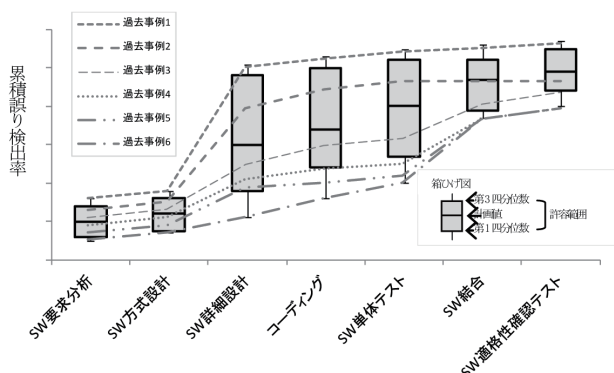 過去事例1
過去事例2
過去事例3
過去事例4
過去事例5
過去事例6
累積誤り検出率
箱ひげ図
第3四分位数
計画値
第1四分位数
許容範囲
SW要求分析
SW方式設計
SW詳細設計
コーディング
SW単体テスト
SW結合
SW適格性確認テスト